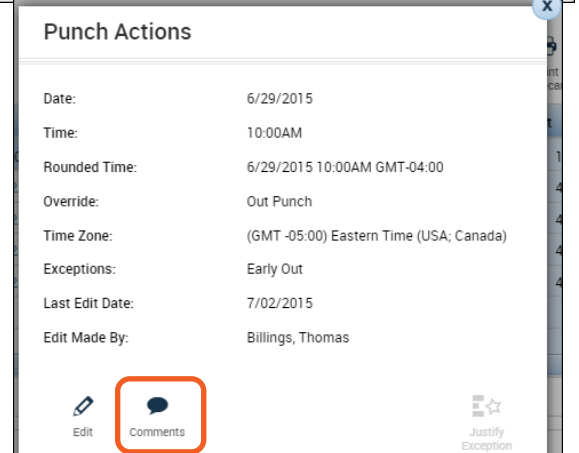 X
Punch Actions
Date: 6/29/2015
Time: 10:00AM
Rounded Time: 6/29/2015 10:00AM GMT-04:00
Override: Out Punch
Time Zone: (GMT -05:00) Eastern Time (USA; Canada)
Exceptions: Early Out
Last Edit Date: 7/02/2015
Edit Made By: Billings, Thomas
Edit Comments Justify
Exception